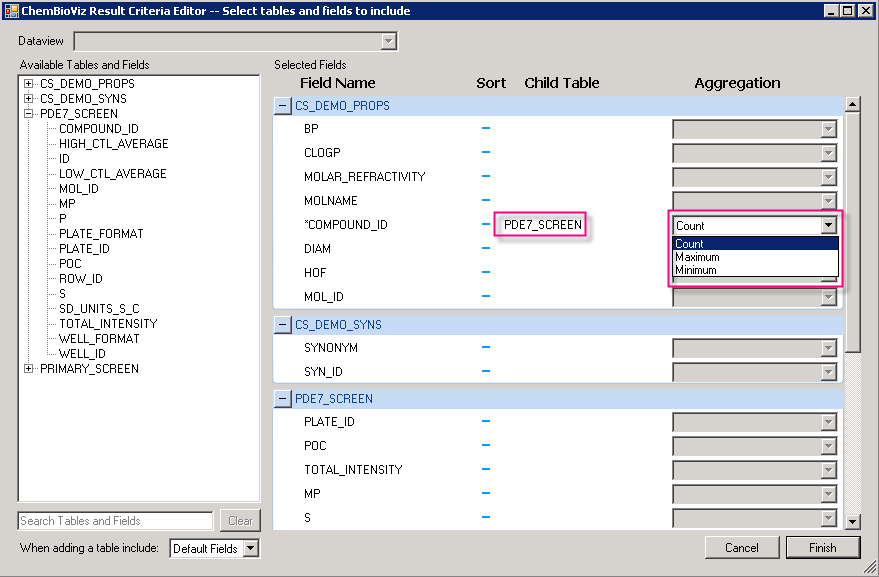 ChemBioViz Result Criteria Editor -- Select tables and fields to include
Dataview
Available Tables and Fields
CS_DEMO_PROPS
CS_DEMO_SYNS
PDE7_SCREEN
COMPOUND_ID
HIGH_CTL_AVERAGE
ID
LOW_CTL_AVERAGE
MOL_ID
MP
P
PLATE_FORMAT
PLATE_ID
POC
ROW_ID
S
SD_UNITS_S_C
TOTAL_INTENSITY
WELL_FORMAT
WELL_ID
PRIMARY_SCREEN
Search Tables and Fields
Clear
When adding a table include:
Default Fields
Selected Fields
Field Name Sort Child Table Aggregation
CS_DEMO_PROPS
BP
CLOGP
MOLAR_REFRACTIVITY
MOLNAME
*COMPOUND_ID PDE7_SCREEN Count
Count
Maximum
Minimum
DIAM
HOF
MOL_ID
CS_DEMO_SYNS
SYNONYM
SYN_ID
PDE7_SCREEN
PLATE_ID
POC
TOTAL_INTENSITY
MP
S
Cancel
Finish